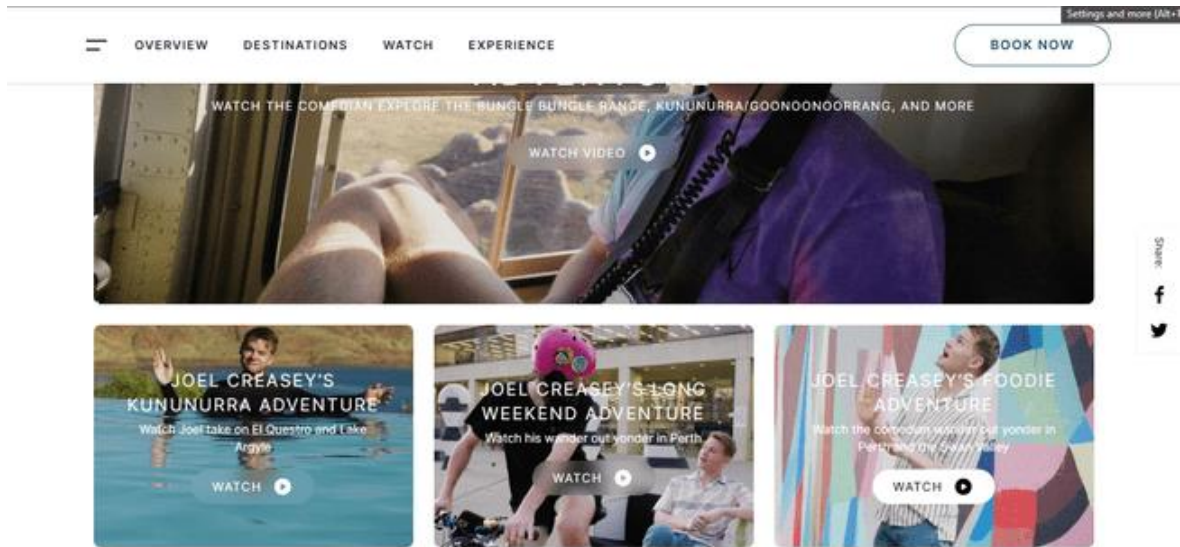 Settings and more (Alt+
OVERVIEW DESTINATIONS WATCH EXPERIENCE BOOK NOW
WATCH THE COMEDIAN EXPLORE THE BUNGLE BUNGLE RANGE, KUNUNURRA/GOONOONOORRANG, AND MORE
WATCH VIDEO
Share:
JOEL CREASEY'S
KUNUNURRA ADVENTURE
Watch Joel take on El Questro and Lake
Argyle
WATCH
JOEL CREASEY'S LONG
WEEKEND ADVENTURE
Watch his wander out yonder in Perth
WATCH
JOEL CREASEY'S FOODIE
ADVENTURE
Watch the comedian wander out yonder in
Perth and the Swan Valley
WATCH